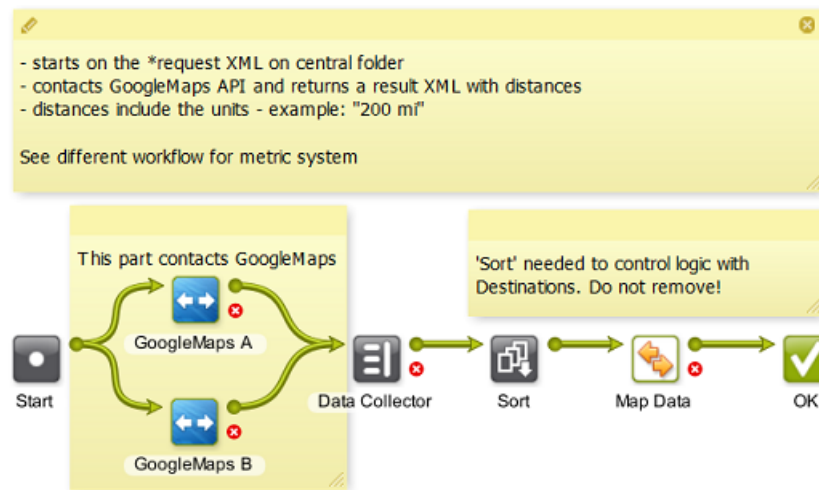 - starts on the *request XML on central folder
- contacts GoogleMaps API and returns a result XML with distances
- distances include the units - example: "200 mi"
See different workflow for metric system
This part contacts GoogleMaps
'Sort' needed to control logic with
Destinations. Do not remove!
GoogleMaps A
Start
Data Collector
Sort
Map Data
OK
GoogleMaps B